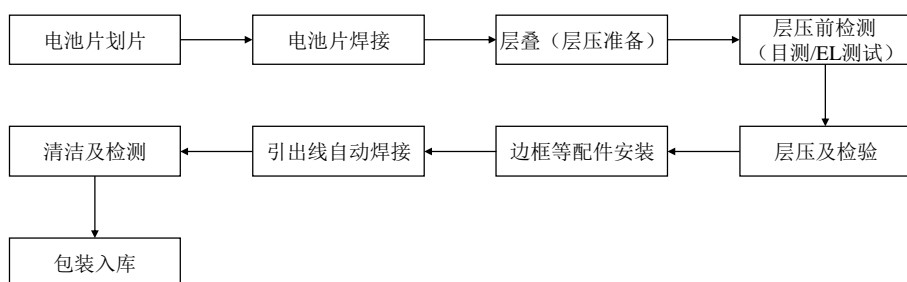 电池片划片
电池片焊接
层叠（层压准备）
层压前检测
（目测/EL测试）
清洁及检测
引出线自动焊接
边框等配件安装
层压及检验
包装入库